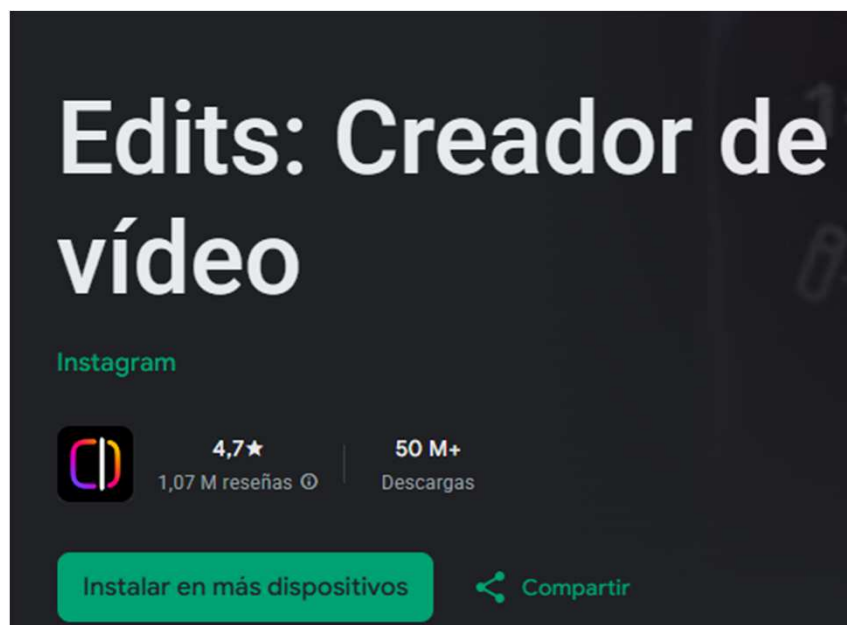 Edits: Creador de
vídeo
Instagram
4,7★
50 M+
1,07 M reseñas
Descargas
Instalar en más dispositivos
Compartir